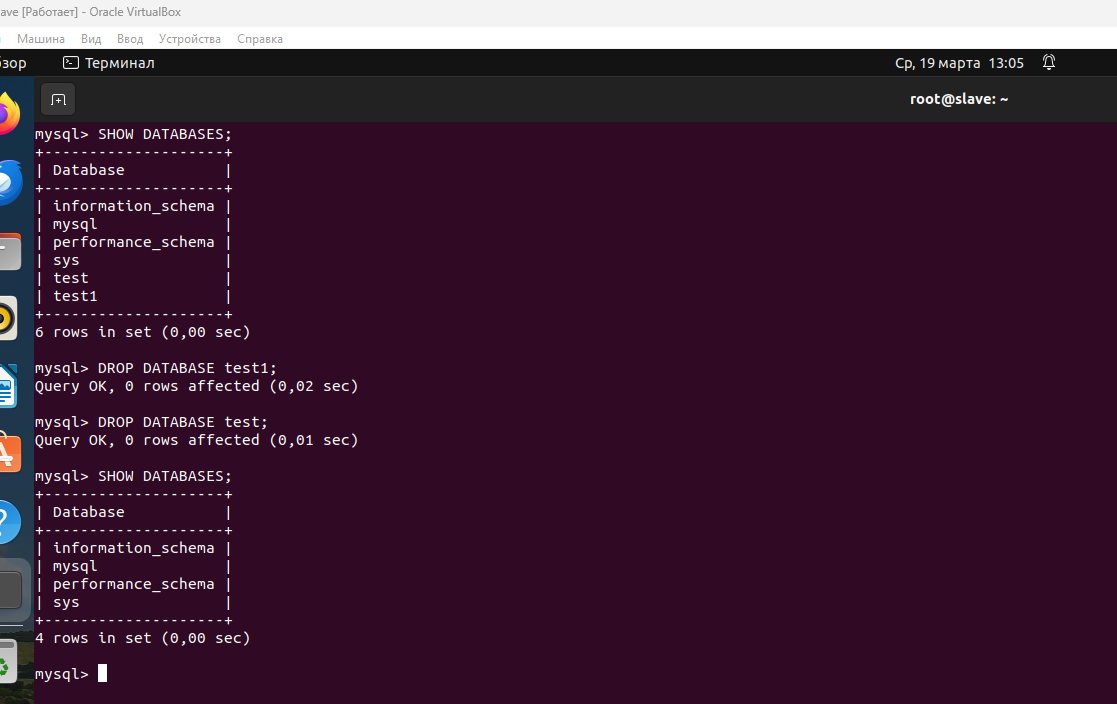 ave [Работает] - Oracle VirtualBox
Машина Вид Ввод Устройства Справка
зор Терминал Ср, 19 марта 13:05
root@slave: ~
mysql> SHOW DATABASES;
+--------------------+
| Database           |
+--------------------+
| information_schema |
| mysql              |
| performance_schema |
| sys                |
| test               |
| test1              |
+--------------------+
6 rows in set (0,00 sec)
mysql> DROP DATABASE test1;
Query OK, 0 rows affected (0,02 sec)
mysql> DROP DATABASE test;
Query OK, 0 rows affected (0,01 sec)
mysql> SHOW DATABASES;
+--------------------+
| Database           |
+--------------------+
| information_schema |
| mysql              |
| performance_schema |
| sys                |
+--------------------+
4 rows in set (0,00 sec)
mysql>